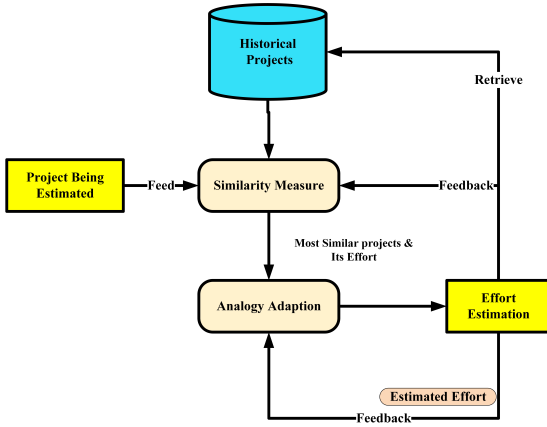 Historical
Projects
Retrieve
Project Being
Estimated
Feed
Similarity Measure
Feedback
Most Similar projects &
Its Effort
Analogy Adaption
Effort
Estimation
Estimated Effort
Feedback